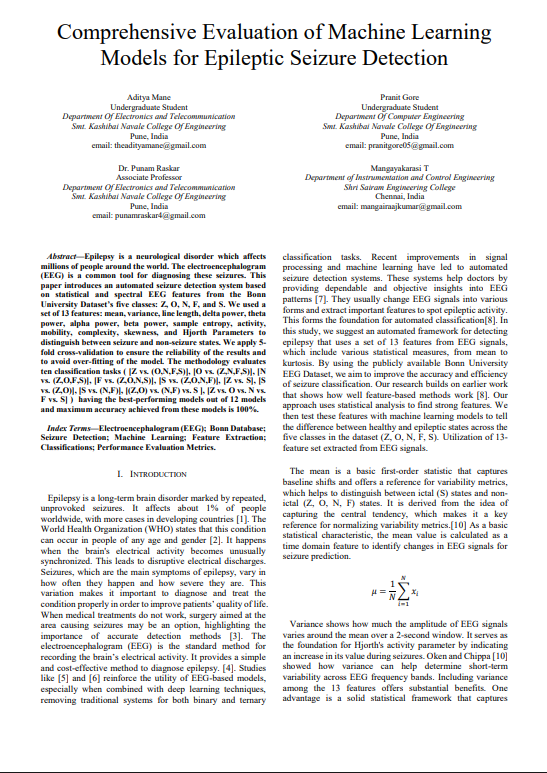 Comprehensive Evaluation of Machine Learning
Models for Epileptic Seizure Detection
Aditya Mane
Undergraduate Student
Department Of Electronics and Telecommunication
Smt. Kashibai Navale College Of Engineering
Pune, India
email: theadityamane@gmail.com
Pranit Gore
Undergraduate Student
Department Of Computer Engineering
Smt. Kashibai Navale College Of Engineering
Pune, India
email: pranitgore05@gmail.com
Dr. Punam Raskar
Associate Professor
Department Of Electronics and Telecommunication
Smt. Kashibai Navale College Of Engineering
Pune, India
email: punamraskar4@gmail.com
Mangayakarasi T
Department of Instrumentation and Control Engineering
Shri Sairam Engineering College
Chennai, India
email: mangairaajkumar@gmail.com
Abstract—Epilepsy is a neurological disorder which affects
millions of people around the world. The electroencephalogram
(EEG) is a common tool for diagnosing these seizures. This
paper introduces an automated seizure detection system based
on statistical and spectral EEG features from the Bonn
University Dataset's five classes: Z, O, N, F, and S. We used a
set of 13 features: mean, variance, line length, delta power, theta
power, alpha power, beta power, sample entropy, activity,
mobility, complexity, skewness, and Hjorth Parameters to
distinguish between seizure and non-seizure states. We apply 5-
fold cross-validation to ensure the reliability of the results and
to avoid over-fitting of the model. The methodology evaluates
ten classification tasks ( [Z vs. (O,N,F,S)], [O vs. (Z,N,F,S)], [N
vs. (Z,O,F,S)], [F vs. (Z,O,N,S)], [S vs. (Z,O,N,F)], [Z vs. S], [S
vs. (Z,O)], [S vs. (N,F)], [(Z,O) vs. (N,F) vs. S ], [Z vs. O vs. N vs.
F vs. S] ) having the best-performing models out of 12 models
and maximum accuracy achieved from these models is 100%.
Index Terms—Electroencephalogram (EEG); Bonn Database;
Seizure Detection; Machine Learning; Feature Extraction;
Classifications; Performance Evaluation Metrics.
I. INTRODUCTION
Epilepsy is a long-term brain disorder marked by repeated,
unprovoked seizures. It affects about 1% of people
worldwide, with more cases in developing countries [1]. The
World Health Organization (WHO) states that this condition
can occur in people of any age and gender [2]. It happens
when the brain's electrical activity becomes unusually
synchronized. This leads to disruptive electrical discharges.
Seizures, which are the main symptoms of epilepsy, vary in
how often they happen and how severe they are. This
variation makes it important to diagnose and treat the
condition properly in order to improve patients' quality of life.
When medical treatments do not work, surgery aimed at the
area causing seizures may be an option, highlighting the
importance of accurate detection methods [3]. The
electroencephalogram (EEG) is the standard method for
recording the brain's electrical activity. It provides a simple
and cost-effective method to diagnose epilepsy. [4]. Studies
like [5] and [6] reinforce the utility of EEG-based models,
especially when combined with deep learning techniques,
removing traditional systems for both binary and ternary
classification tasks. Recent improvements in signal
processing and machine learning have led to automated
seizure detection systems. These systems help doctors by
providing dependable and objective insights into EEG
patterns [7]. They usually change EEG signals into various
forms and extract important features to spot epileptic activity.
This forms the foundation for automated classification[8]. In
this study, we suggest an automated framework for detecting
epilepsy that uses a set of 13 features from EEG signals,
which include various statistical measures, from mean to
kurtosis. By using the publicly available Bonn University
EEG Dataset, we aim to improve the accuracy and efficiency
of seizure classification. Our research builds on earlier work
that shows how well feature-based methods work [8]. Our
approach uses statistical analysis to find strong features. We
then test these features with machine learning models to tell
the difference between healthy and epileptic states across the
five classes in the dataset (Z, O, N, F, S). Utilization of 13-
feature set extracted from EEG signals.
The mean is a basic first-order statistic that captures
baseline shifts and offers a reference for variability metrics,
which helps to distinguish between ictal (S) states and non-
ictal (Z, O, N, F) states. It is derived from the idea of
capturing the central tendency, which makes it a key
reference for normalizing variability metrics.[10] As a basic
statistical characteristic, the mean value is calculated as a
time domain feature to identify changes in EEG signals for
seizure prediction.
μ = 1/N ∑ᵢ₌₁ᴺ xᵢ
Variance shows how much the amplitude of EEG signals
varies around the mean over a 2-second window. It serves as
the foundation for Hjorth's activity parameter by indicating
an increase in its value during seizures. Oken and Chippa [10]
showed how variance can help determine short-term
variability across EEG frequency bands. Including variance
among the 13 features offers substantial benefits. One
advantage is a solid statistical framework that captures